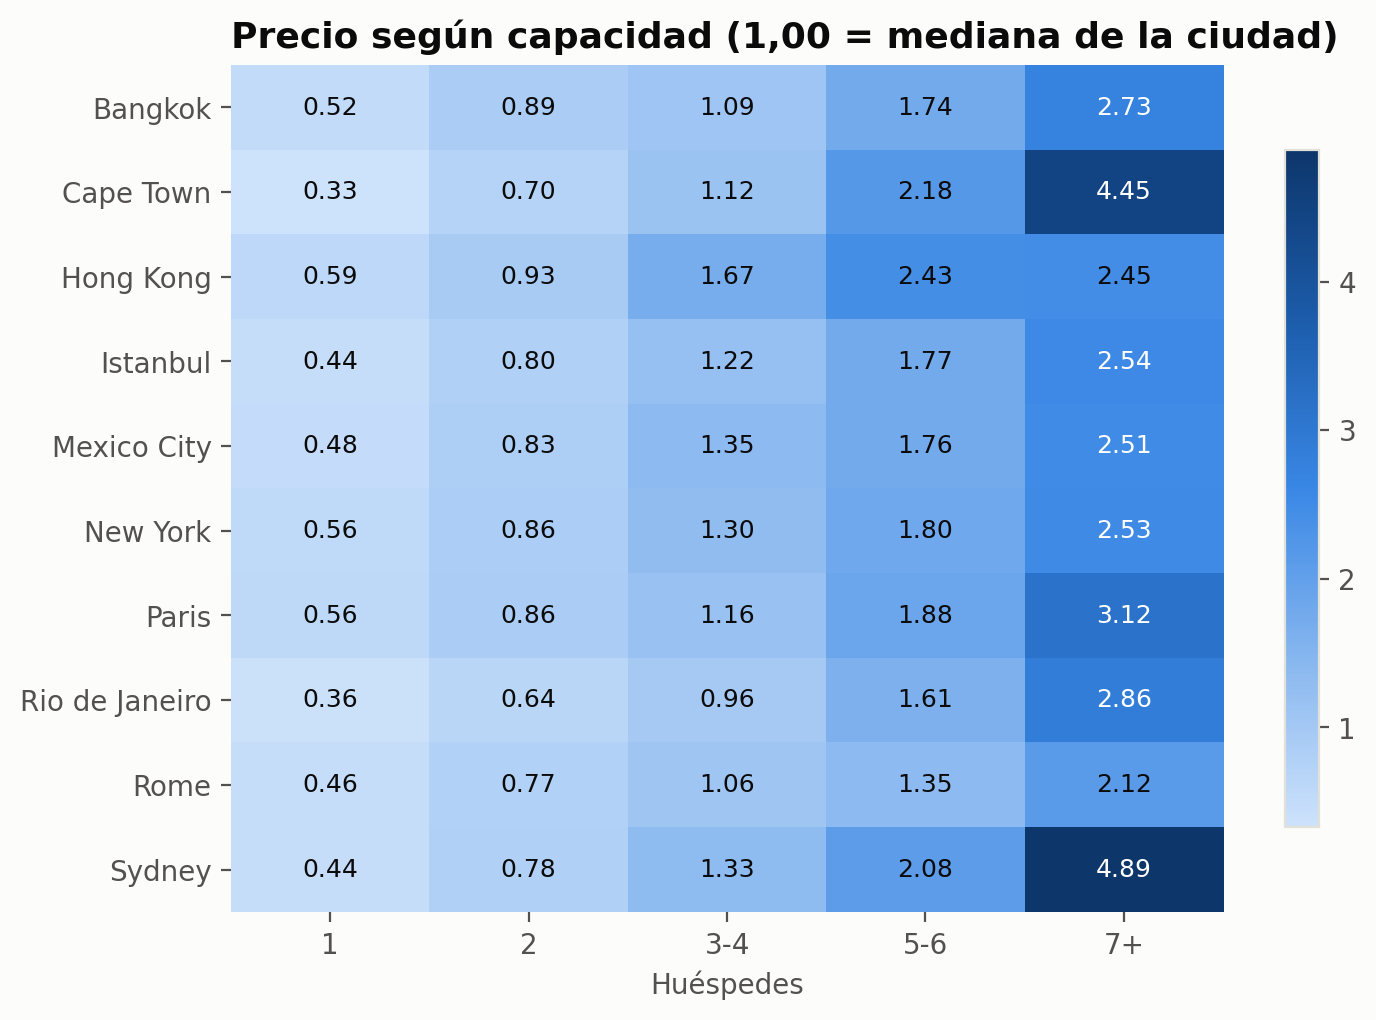 Precio según capacidad (1,00 = mediana de la ciudad)
Bangkok 0.52 0.89 1.09 1.74 2.73
Cape Town 0.33 0.70 1.12 2.18 4.45
Hong Kong 0.59 0.93 1.67 2.43 2.45
Istanbul 0.44 0.80 1.22 1.77 2.54
Mexico City 0.48 0.83 1.35 1.76 2.51
New York 0.56 0.86 1.30 1.80 2.53
Paris 0.56 0.86 1.16 1.88 3.12
Rio de Janeiro 0.36 0.64 0.96 1.61 2.86
Rome 0.46 0.77 1.06 1.35 2.12
Sydney 0.44 0.78 1.33 2.08 4.89
1 2 3-4 5-6 7+
Huéspedes
4
3
2
1